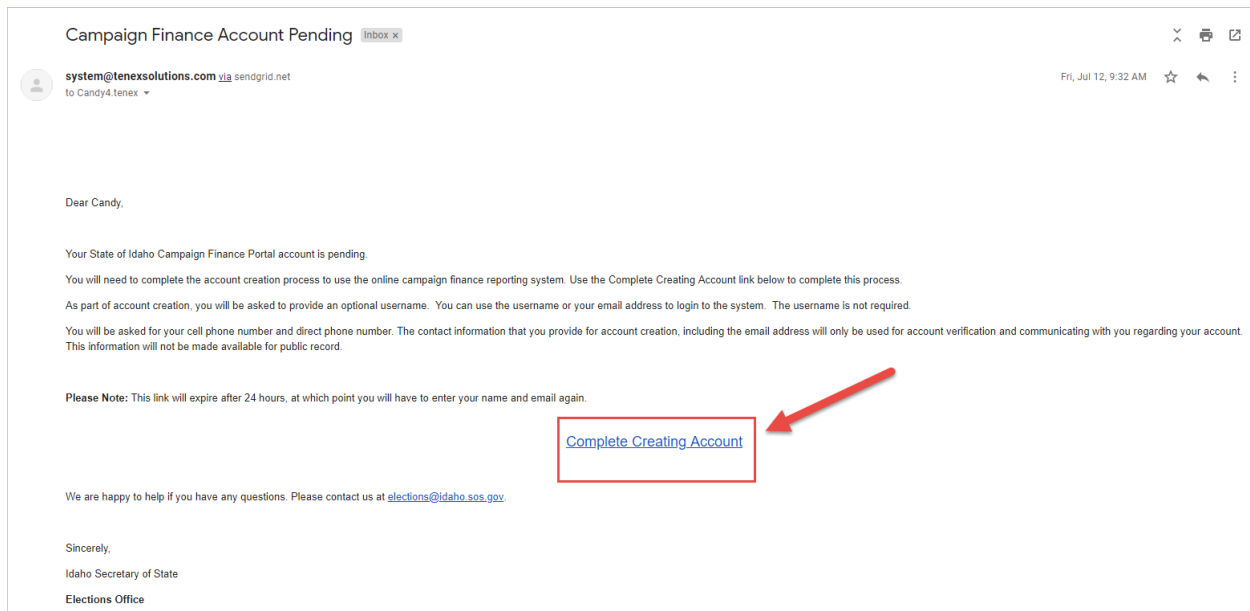 Campaign Finance Account Pending Inbox x
system@tenexsolutions.com via sendgrid.net
Fri, Jul 12, 9:32 AM
to Candy4.tenex
Dear Candy,
Your State of Idaho Campaign Finance Portal account is pending.
You will need to complete the account creation process to use the online campaign finance reporting system. Use the Complete Creating Account link below to complete this process.
As part of account creation, you will be asked to provide an optional username.  You can use the username or your email address to login to the system.  The username is not required.
You will be asked for your cell phone number and direct phone number. The contact information that you provide for account creation, including the email address will only be used for account verification and communicating with you regarding your account.
This information will not be made available for public record.
Please Note: This link will expire after 24 hours, at which point you will have to enter your name and email again.
Complete Creating Account
We are happy to help if you have any questions. Please contact us at elections@idaho.sos.gov.
Sincerely,
Idaho Secretary of State
Elections Office